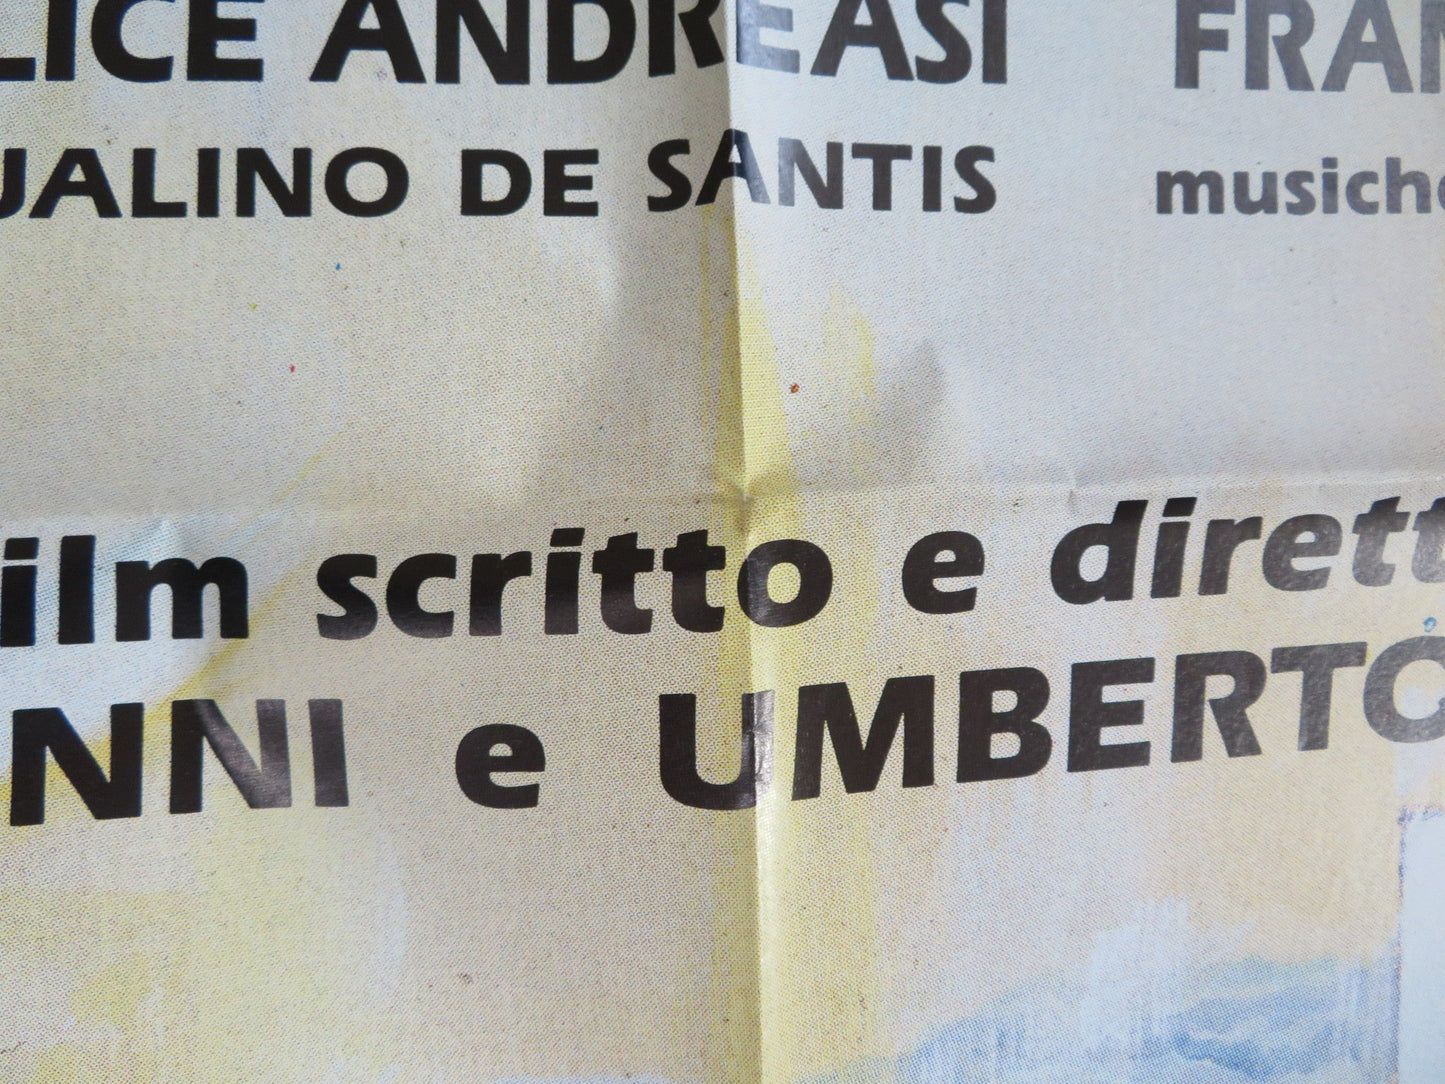 LICE ANDREASI FRAN
UALINO DE SANTIS musiche
ilm scritto e dirett
NNI e UMBERTO